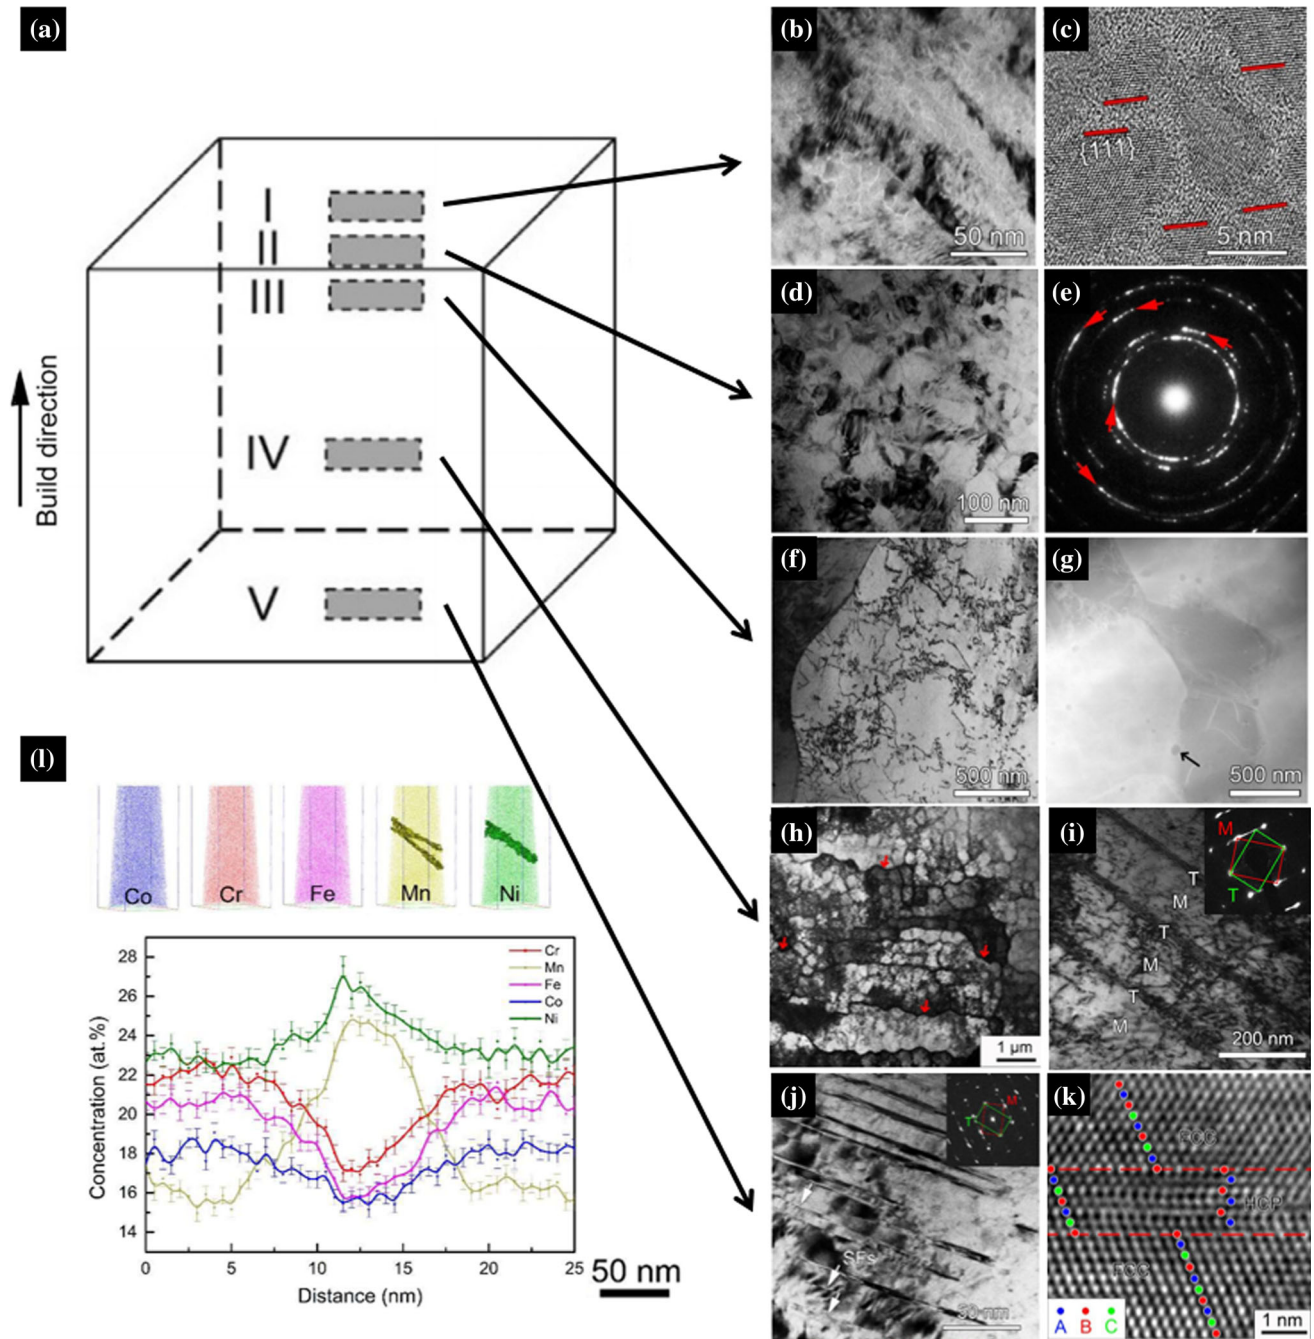 (a)
I
II
III
IV
V
Build direction
(b)
50 nm
(c)
{111}
5 nm
(d)
100 nm
(e)
(f)
500 nm
(g)
500 nm
(h)
1 µm
(i)
M
T
T
M
T
M
T
M
200 nm
(j)
M
T
SFs
50 nm
(k)
FCC
HCP
FCC
A B C
1 nm
(l)
Co Cr Fe Mn Ni
Concentration (at.%)
28
26
24
22
20
18
16
14
Cr
Mn
Fe
Co
Ni
0 5 10 15 20 25
Distance (nm)
50 nm